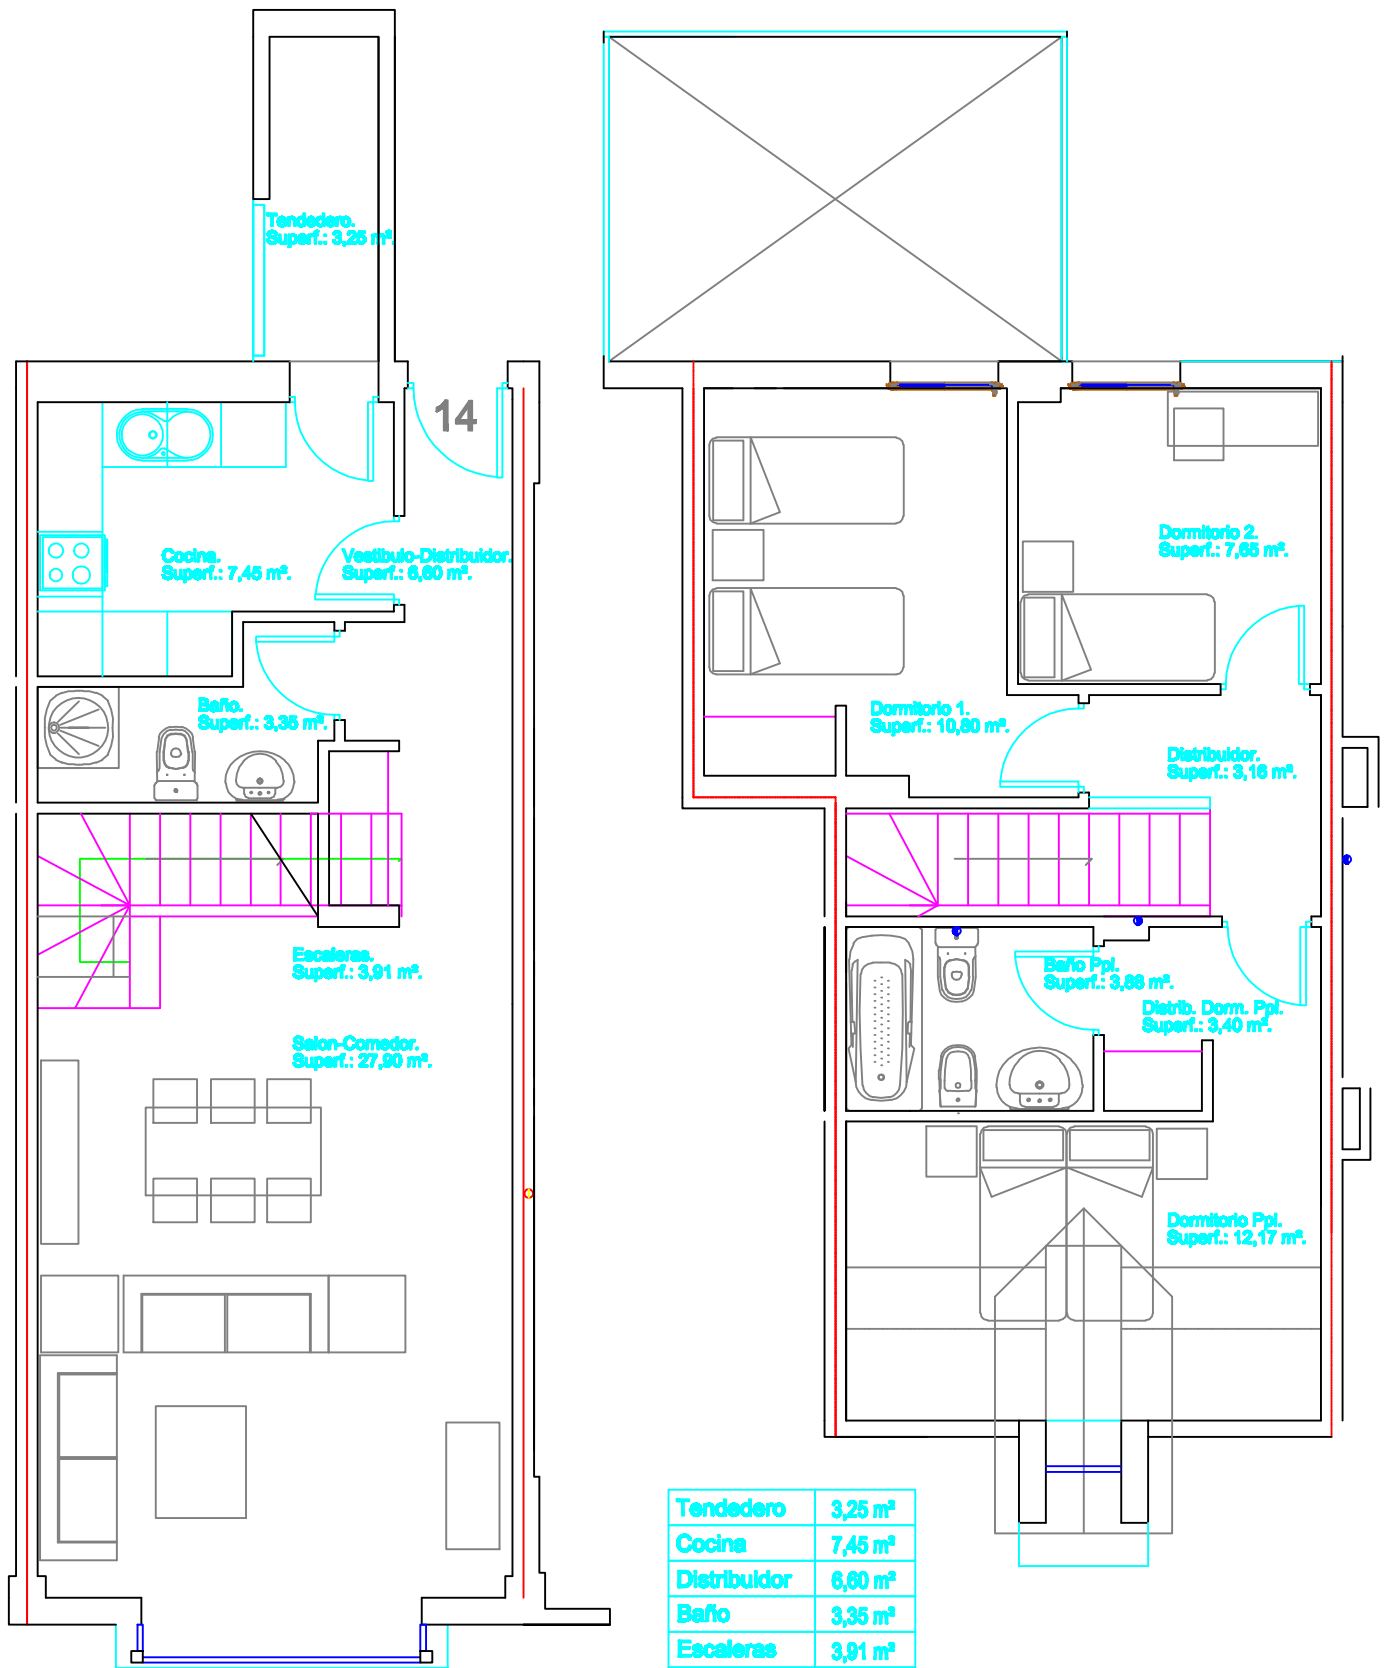 Tendedero.
Superf.: 3,25 m².
14
Cocina.
Superf.: 7,45 m².
Vestibulo-Distribuidor.
Superf.: 6,60 m².
Baño.
Superf.: 3,35 m².
Escaleras.
Superf.: 3,91 m².
Salon-Comedor.
Superf.: 27,90 m².
Dormitorio 2.
Superf.: 7,65 m².
Dormitorio 1.
Superf.: 10,80 m².
Distribuidor.
Superf.: 3,16 m².
Baño Ppl.
Superf.: 3,88 m².
Distrib. Dorm. Ppl.
Superf.: 3,40 m².
Dormitorio Ppl.
Superf.: 12,17 m².
Tendedero 3,25 m²
Cocina 7,45 m²
Distribuidor 6,60 m²
Baño 3,35 m²
Escaleras 3,91 m²